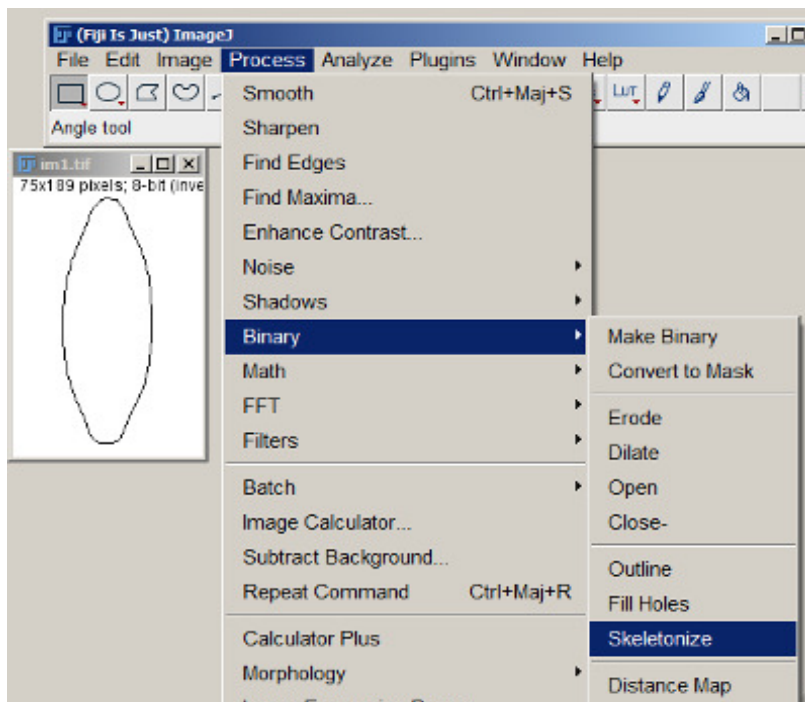 (Fiji Is Just) ImageJ
File Edit Image Process Analyze Plugins Window Help
LUT
Angle tool
im1.tif
75x189 pixels; 8-bit (inve
Smooth Ctrl+Maj+S
Sharpen
Find Edges
Find Maxima...
Enhance Contrast...
Noise
Shadows
Binary
Math
FFT
Filters
Batch
Image Calculator...
Subtract Background...
Repeat Command Ctrl+Maj+R
Calculator Plus
Morphology
Make Binary
Convert to Mask
Erode
Dilate
Open
Close-
Outline
Fill Holes
Skeletonize
Distance Map